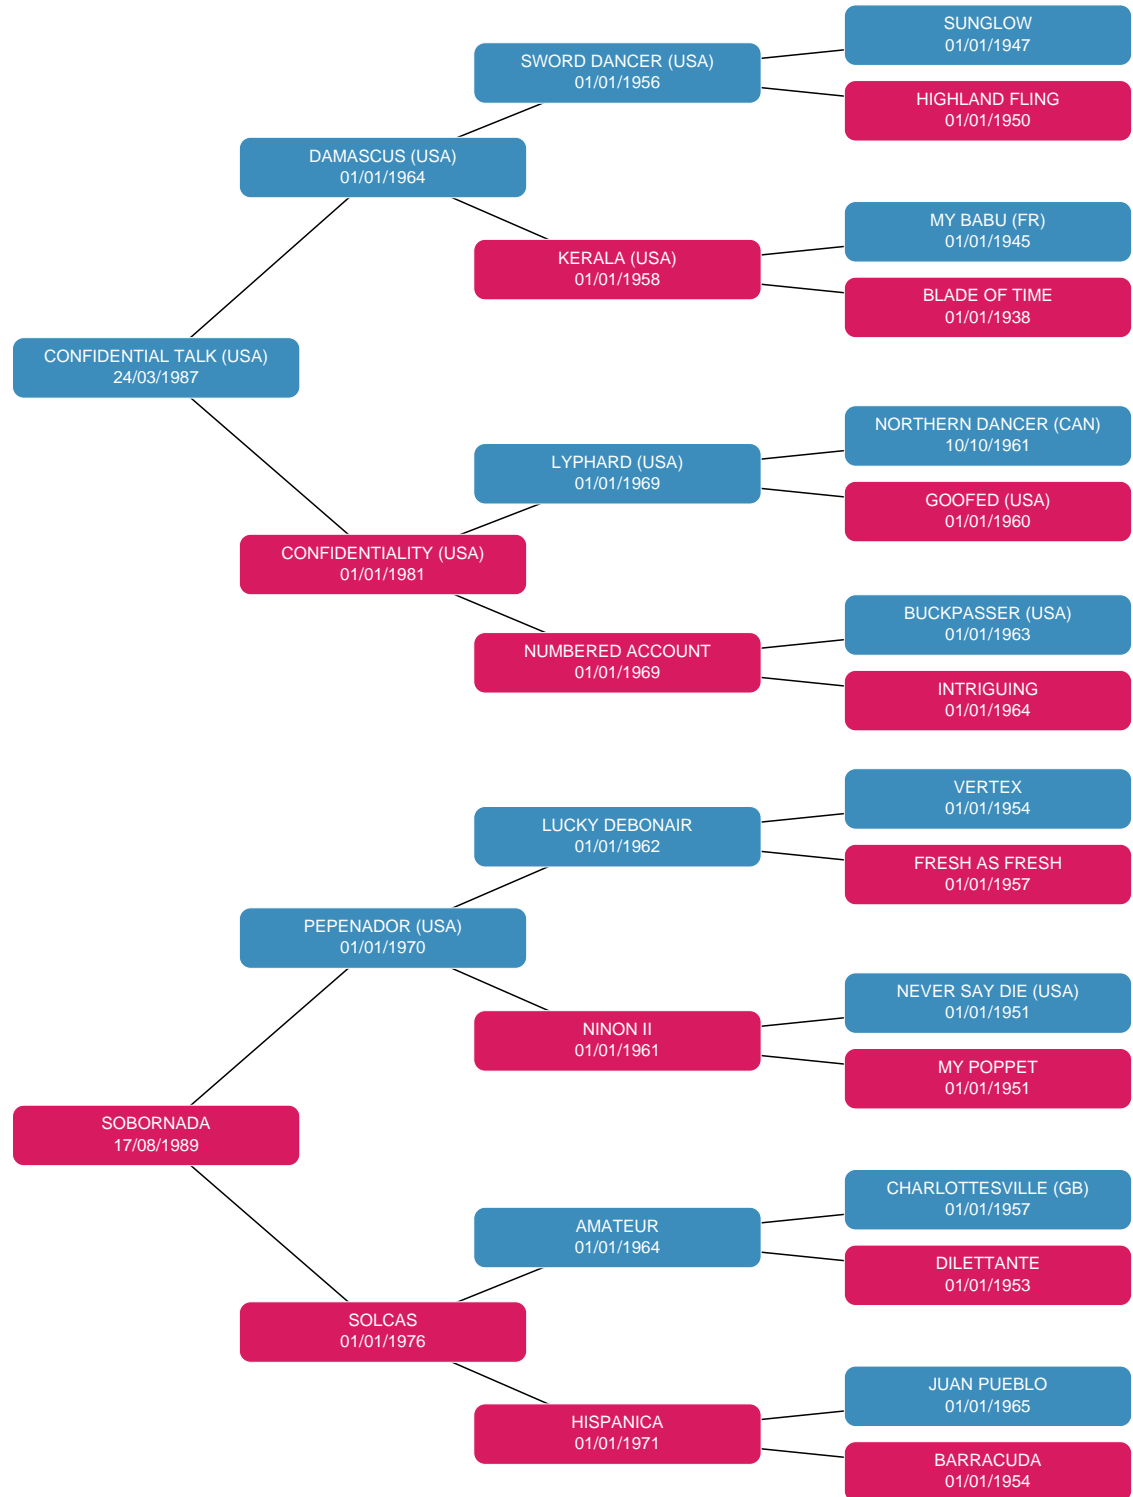 SUNGLOW
01/01/1947
SWORD DANCER (USA)
01/01/1956
HIGHLAND FLING
01/01/1950
DAMASCUS (USA)
01/01/1964
MY BABU (FR)
01/01/1945
KERALA (USA)
01/01/1958
BLADE OF TIME
01/01/1938
CONFIDENTIAL TALK (USA)
24/03/1987
NORTHERN DANCER (CAN)
10/10/1961
LYPHARD (USA)
01/01/1969
GOOFED (USA)
01/01/1960
CONFIDENTIALITY (USA)
01/01/1981
BUCKPASSER (USA)
01/01/1963
NUMBERED ACCOUNT
01/01/1969
INTRIGUING
01/01/1964
VERTEX
01/01/1954
LUCKY DEBONAIR
01/01/1962
FRESH AS FRESH
01/01/1957
PEPENADOR (USA)
01/01/1970
NEVER SAY DIE (USA)
01/01/1951
NINON II
01/01/1961
MY POPPET
01/01/1951
SOBORNADA
17/08/1989
CHARLOTTESVILLE (GB)
01/01/1957
AMATEUR
01/01/1964
DILETTANTE
01/01/1953
SOLCAS
01/01/1976
JUAN PUEBLO
01/01/1965
HISPANICA
01/01/1971
BARRACUDA
01/01/1954